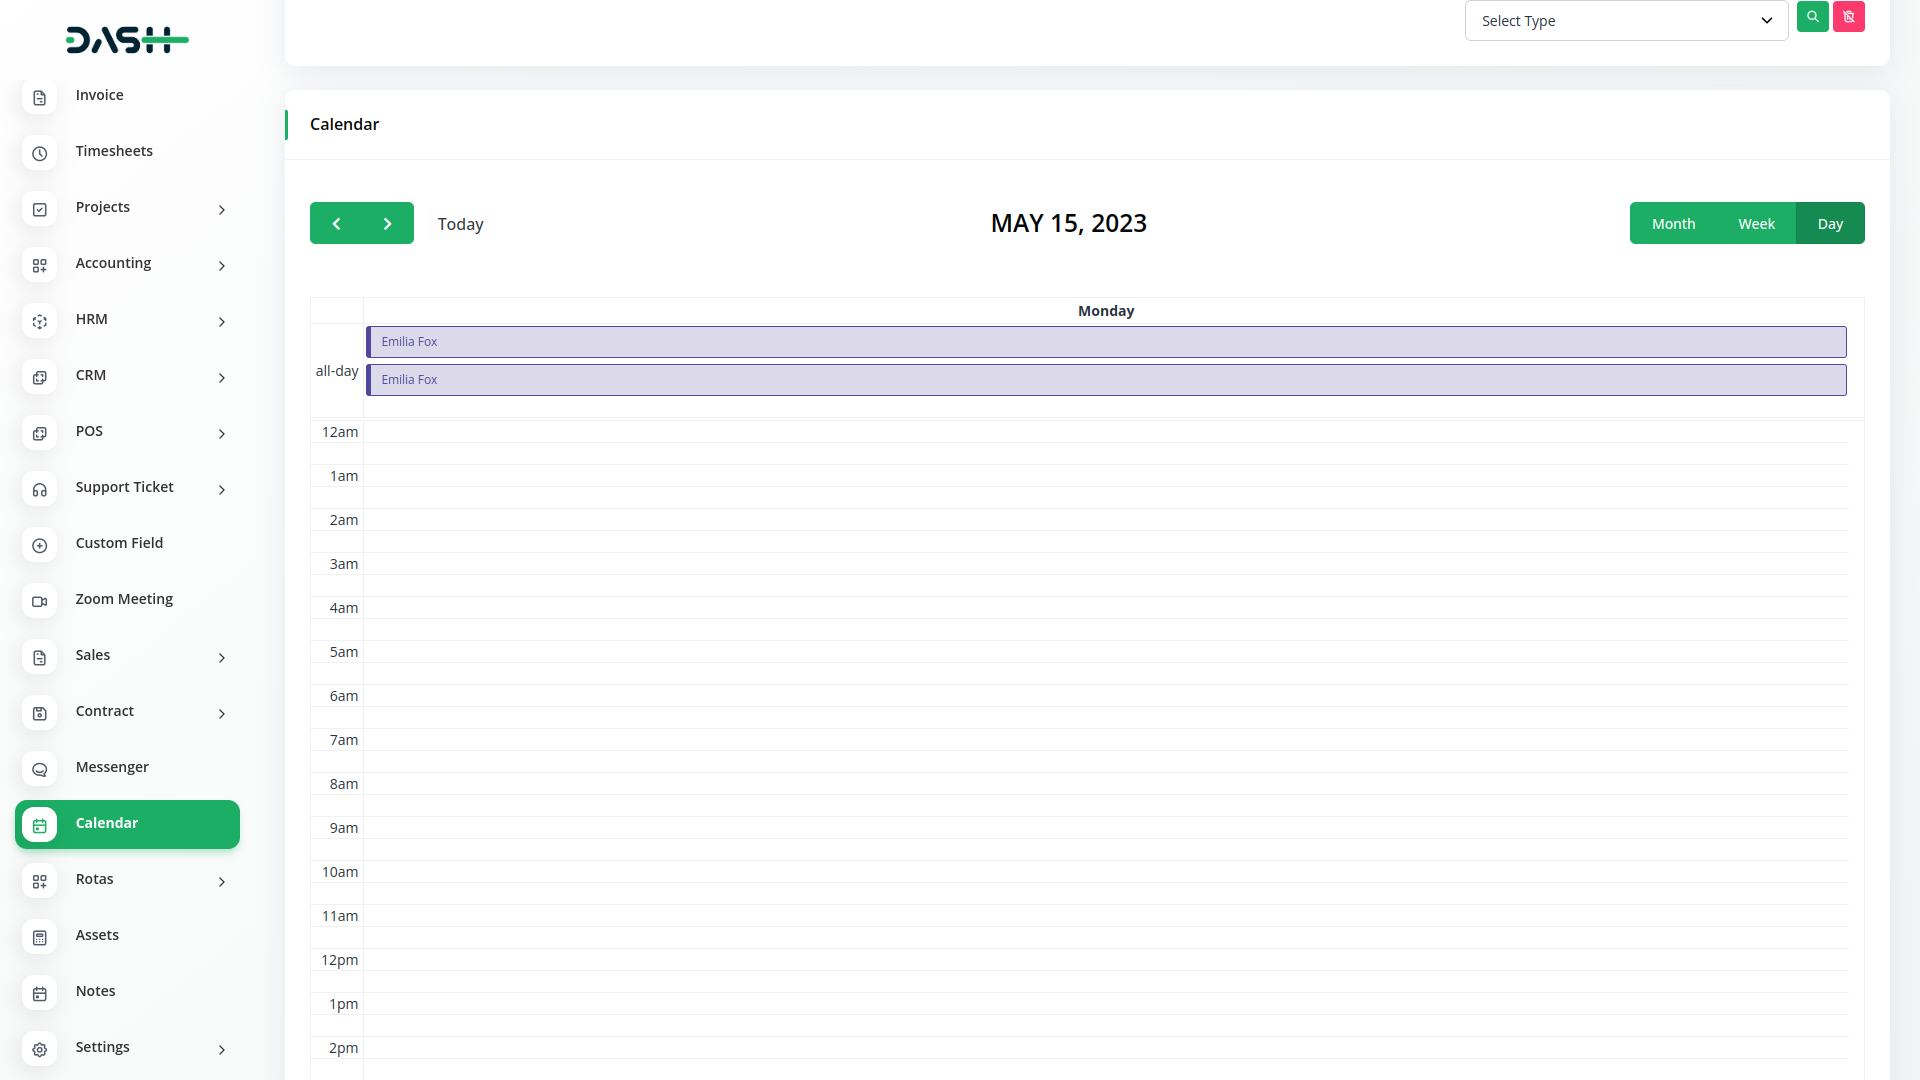 DASH
Select Type
Invoice
Timesheets
Projects
Accounting
HRM
CRM
POS
Support Ticket
Custom Field
Zoom Meeting
Sales
Contract
Messenger
Calendar
Rotas
Assets
Notes
Settings
Calendar
Today
MAY 15, 2023
Month Week Day
Monday
all-day
Emilia Fox
Emilia Fox
12am
1am
2am
3am
4am
5am
6am
7am
8am
9am
10am
11am
12pm
1pm
2pm